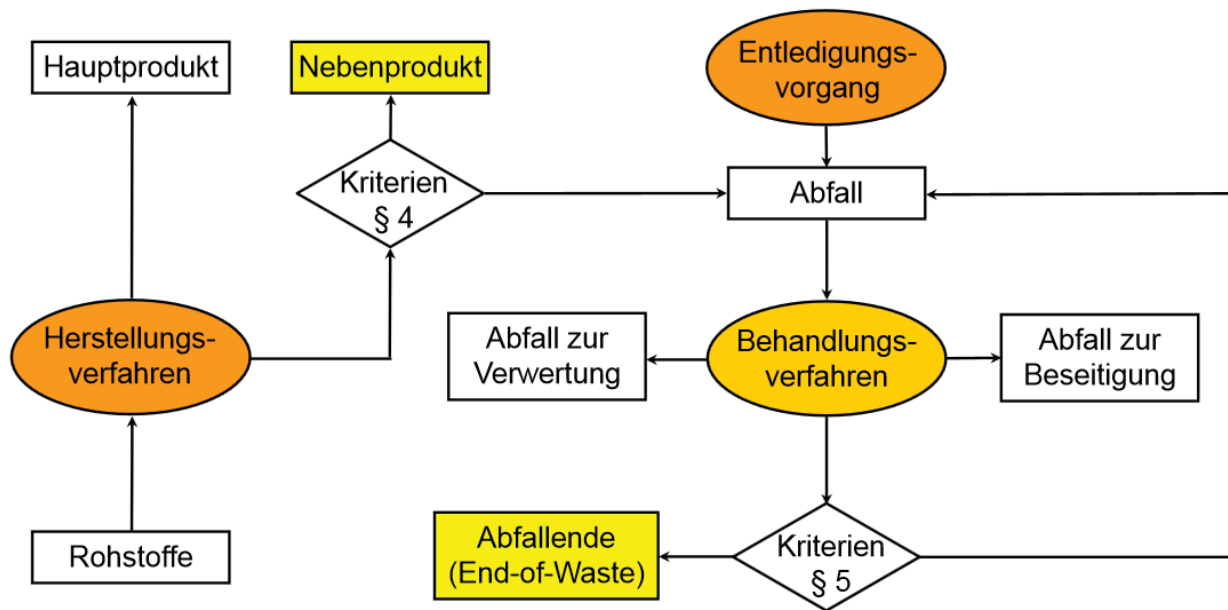 Hauptprodukt
Nebenprodukt
Entledigungs-
vorgang
Kriterien
§ 4
Abfall
Herstellungs-
verfahren
Abfall zur
Verwertung
Behandlungs-
verfahren
Abfall zur
Beseitigung
Rohstoffe
Abfallende
(End-of-Waste)
Kriterien
§ 5